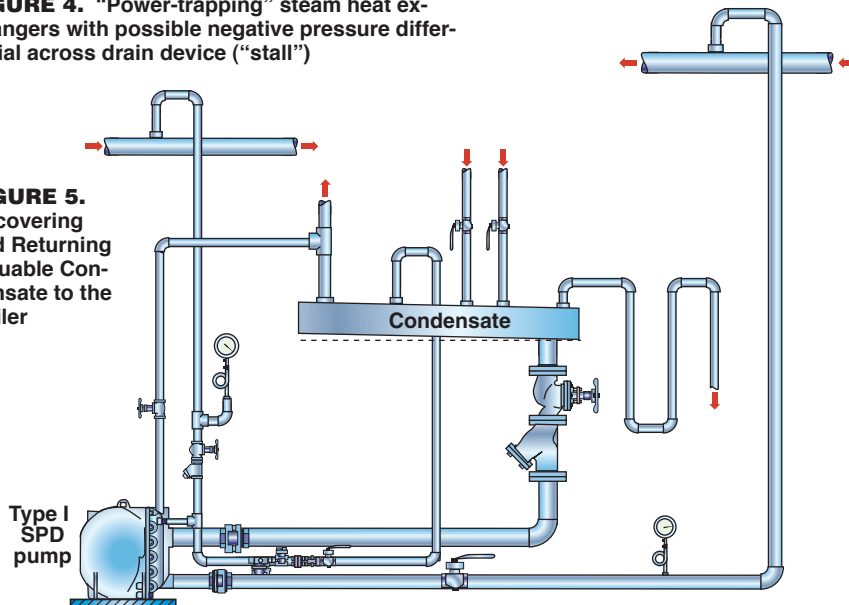 GURE 4. "Power-trapping" steam heat ex-
angers with possible negative pressure differ-
ial across drain device ("stall")
GURE 5.
covering
d Returning
uable Con-
nsate to the
iler
Condensate
Type I
SPD
pump